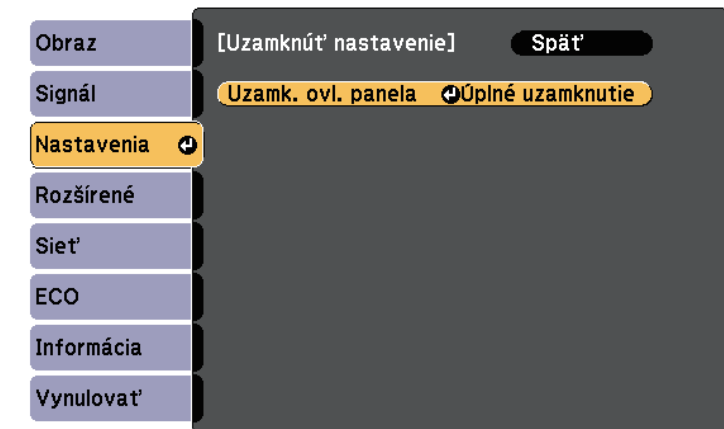 Obraz
Signál
Nastavenia
Rozšírené
Sieť
ECO
Informácia
Vynulovať
[Uzamknúť nastavenie] Späť
Uzamk. ovl. panela Úplné uzamknutie